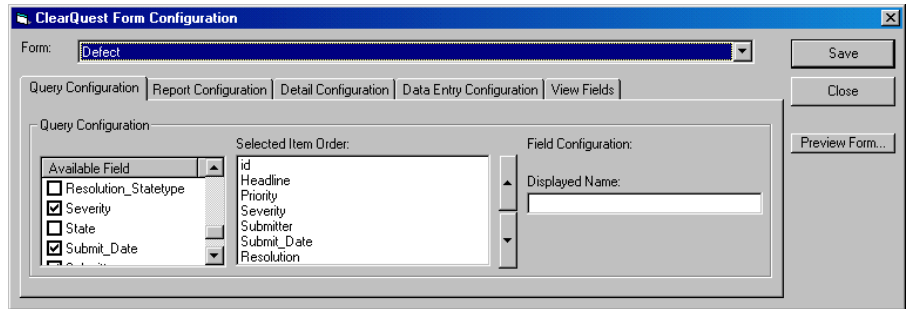 ClearQuest Form Configuration
Form: Defect
Save
Query Configuration Report Configuration Detail Configuration Data Entry Configuration View Fields
Close
Query Configuration
Preview Form...
Selected Item Order:
Field Configuration:
Available Field
Resolution_Statetype
Severity
State
Submit_Date
id
Headline
Priority
Severity
Submitter
Submit_Date
Resolution
Displayed Name: